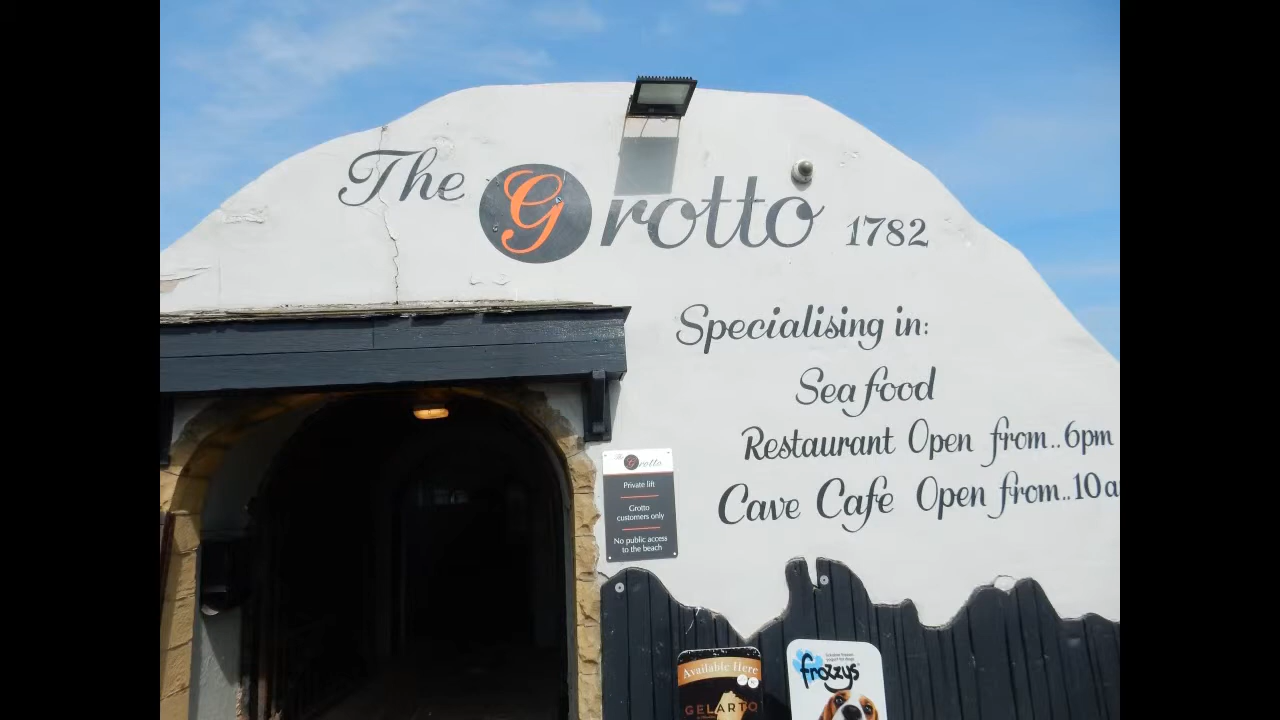 The Grotto 1782
Specialising in:
Sea food
Restaurant Open from..6pm
Cave Cafe Open from..10a
The Grotto
Private lift
Grotto
customers only
No public access
to the beach
Available Here
GELARTO
frozzys